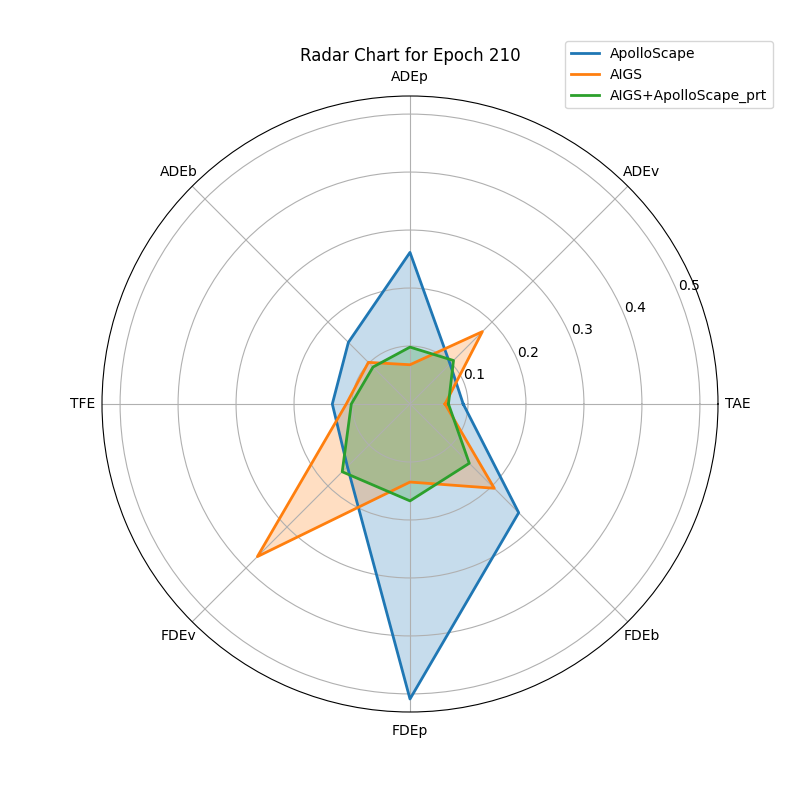 Radar Chart for Epoch 210
ApolloScape
AIGS
AIGS+ApolloScape_prt
ADEp
ADEb
ADEv
0.5
0.4
0.3
0.2
0.1
TFE
TAE
FDEv
FDEb
FDEp